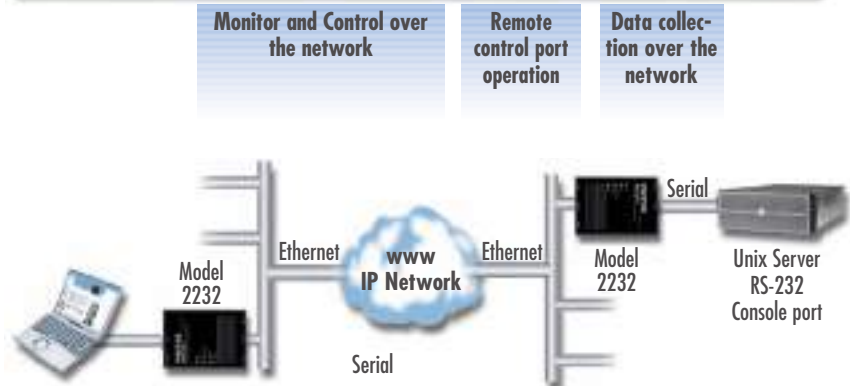 Monitor and Control over
the network
Remote
control port
operation
Data collec-
tion over the
network
Serial
Ethernet
www
IP Network
Ethernet
Model
2232
Model
2232
Unix Server
RS-232
Console port
Serial